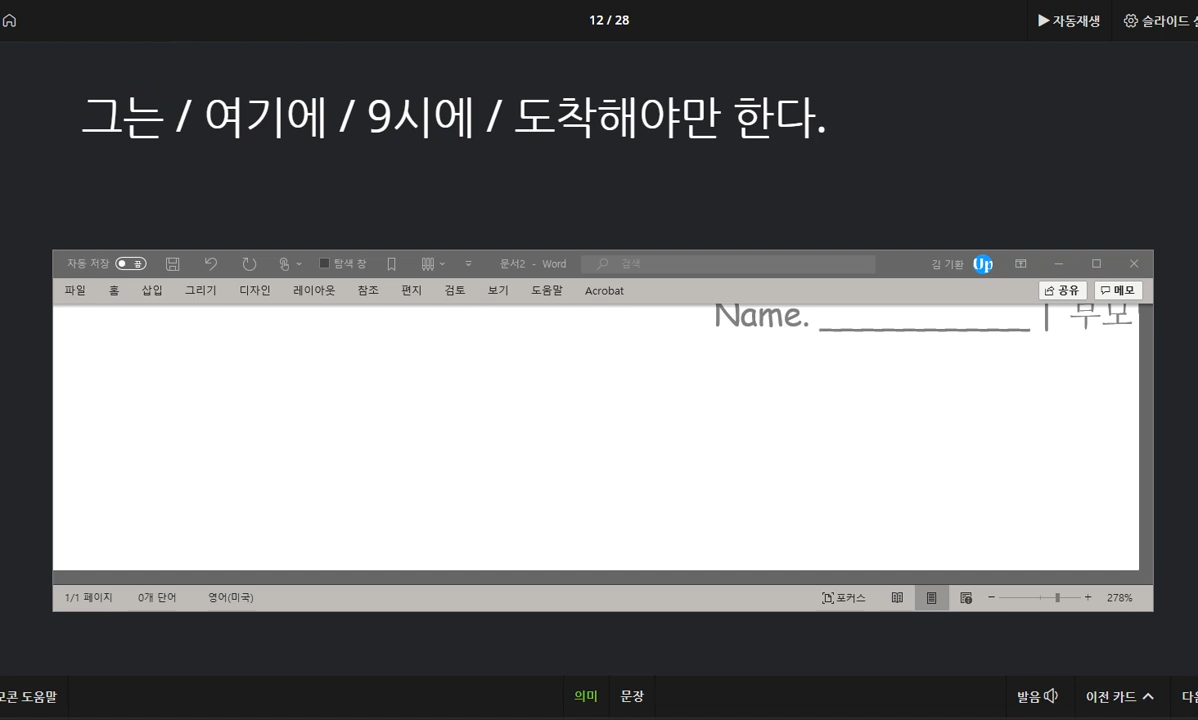 12 / 28
자동재생
슬라이드
그는 / 여기에 / 9시에 / 도착해야만 한다.
자동 저장 끔
탐색 창
문서2 - Word
검색
김 기환
Up
파일 홈 삽입 그리기 디자인 레이아웃 참조 편지 검토 보기 도움말 Acrobat
공유 메모
Name. ______________ | 부모
1/1 페이지 0개 단어 영어(미국)
포커스
278%
도움말
의미 문장
발음 이전 카드